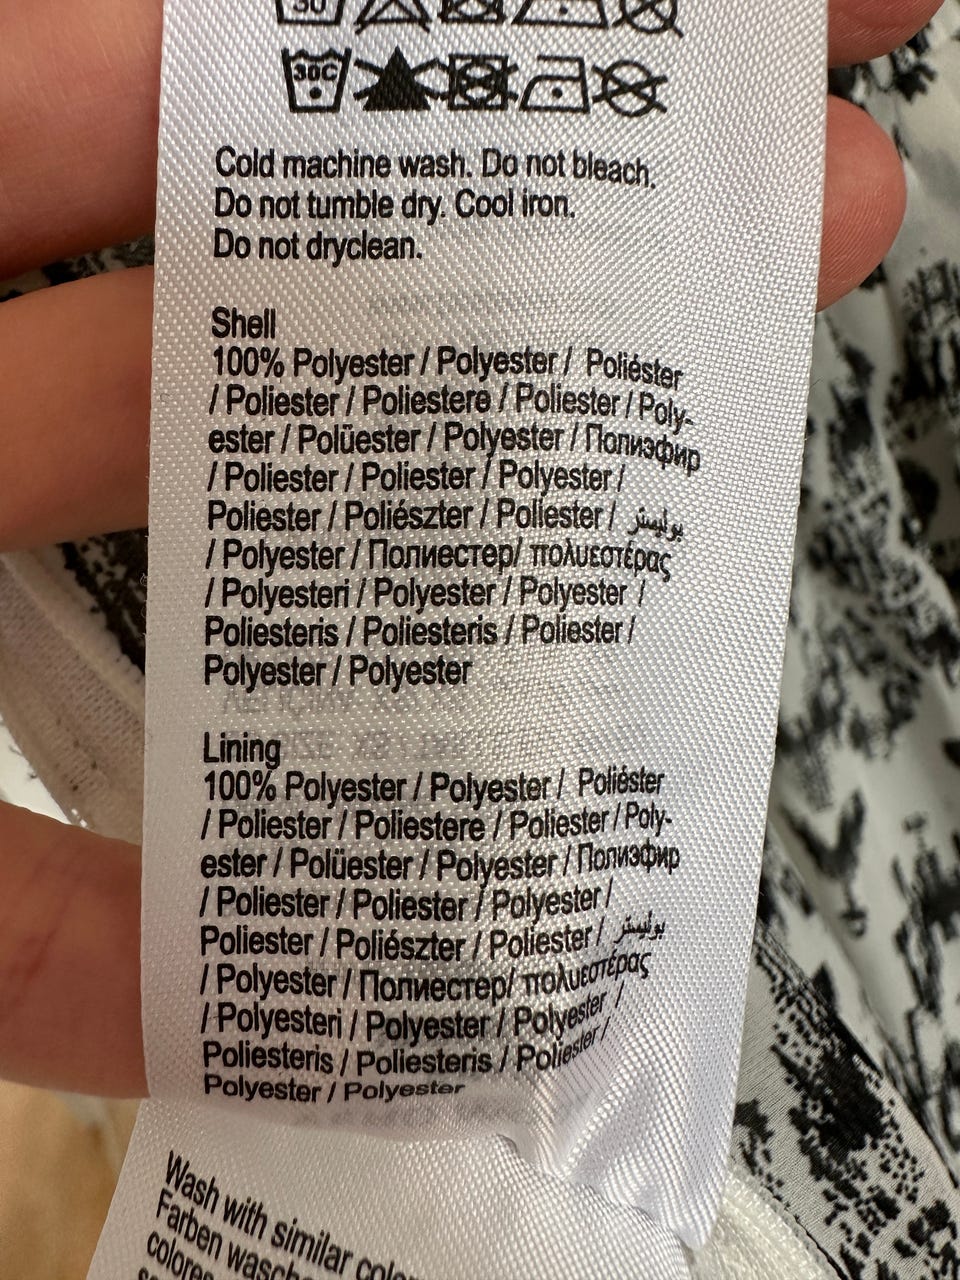 30
30C
Cold machine wash. Do not bleach.
Do not tumble dry. Cool iron.
Do not dryclean.
Shell
100% Polyester / Polyester / Poliéster
/ Poliester / Poliestere / Poliester / Poly-
ester / Polüester / Polyester / Полиэфир
/ Poliester / Poliester / Polyester /
Poliester / Poliészter / Poliester / بوليستر
/ Polyester / Полиестер/ πολυεστέρας
/ Polyesteri / Polyester / Polyester /
Poliesteris / Poliesteris / Poliester /
Polyester / Polyester
Lining
100% Polyester / Polyester / Poliéster
/ Poliester / Poliestere / Poliester / Poly-
ester / Polüester / Polyester / Полиэфир
/ Poliester / Poliester / Polyester /
Poliester / Poliészter / Poliester / بوليستر
/ Polyester / Полиестер/ πολυεστέρας
/ Polyesteri / Polyester / Polyester /
Poliesteris / Poliesteris / Poliester /
Polyester / Polyester
Wash with similar
Farben
colores